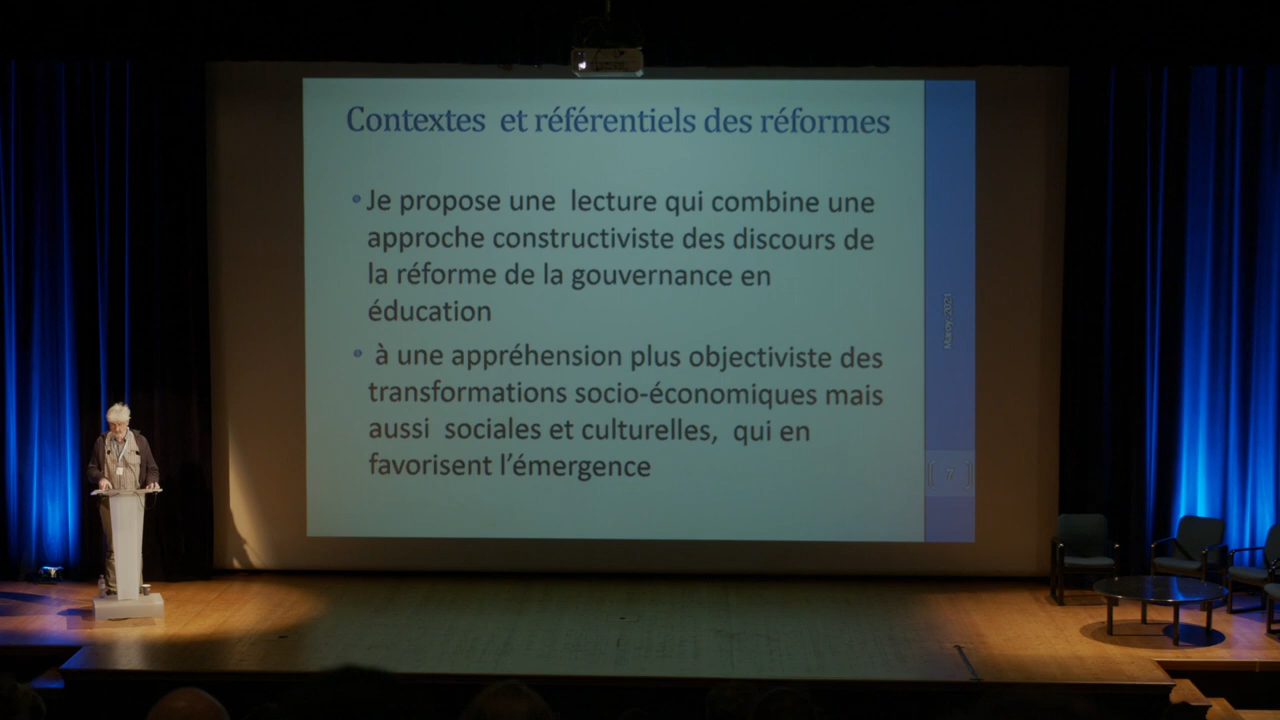 Contextes et référentiels des réformes
• Je propose une lecture qui combine une
approche constructiviste des discours de
la réforme de la gouvernance en
éducation
• à une appréhension plus objectiviste des
transformations socio-économiques mais
aussi sociales et culturelles, qui en
favorisent l'émergence
Maroy 2021
7